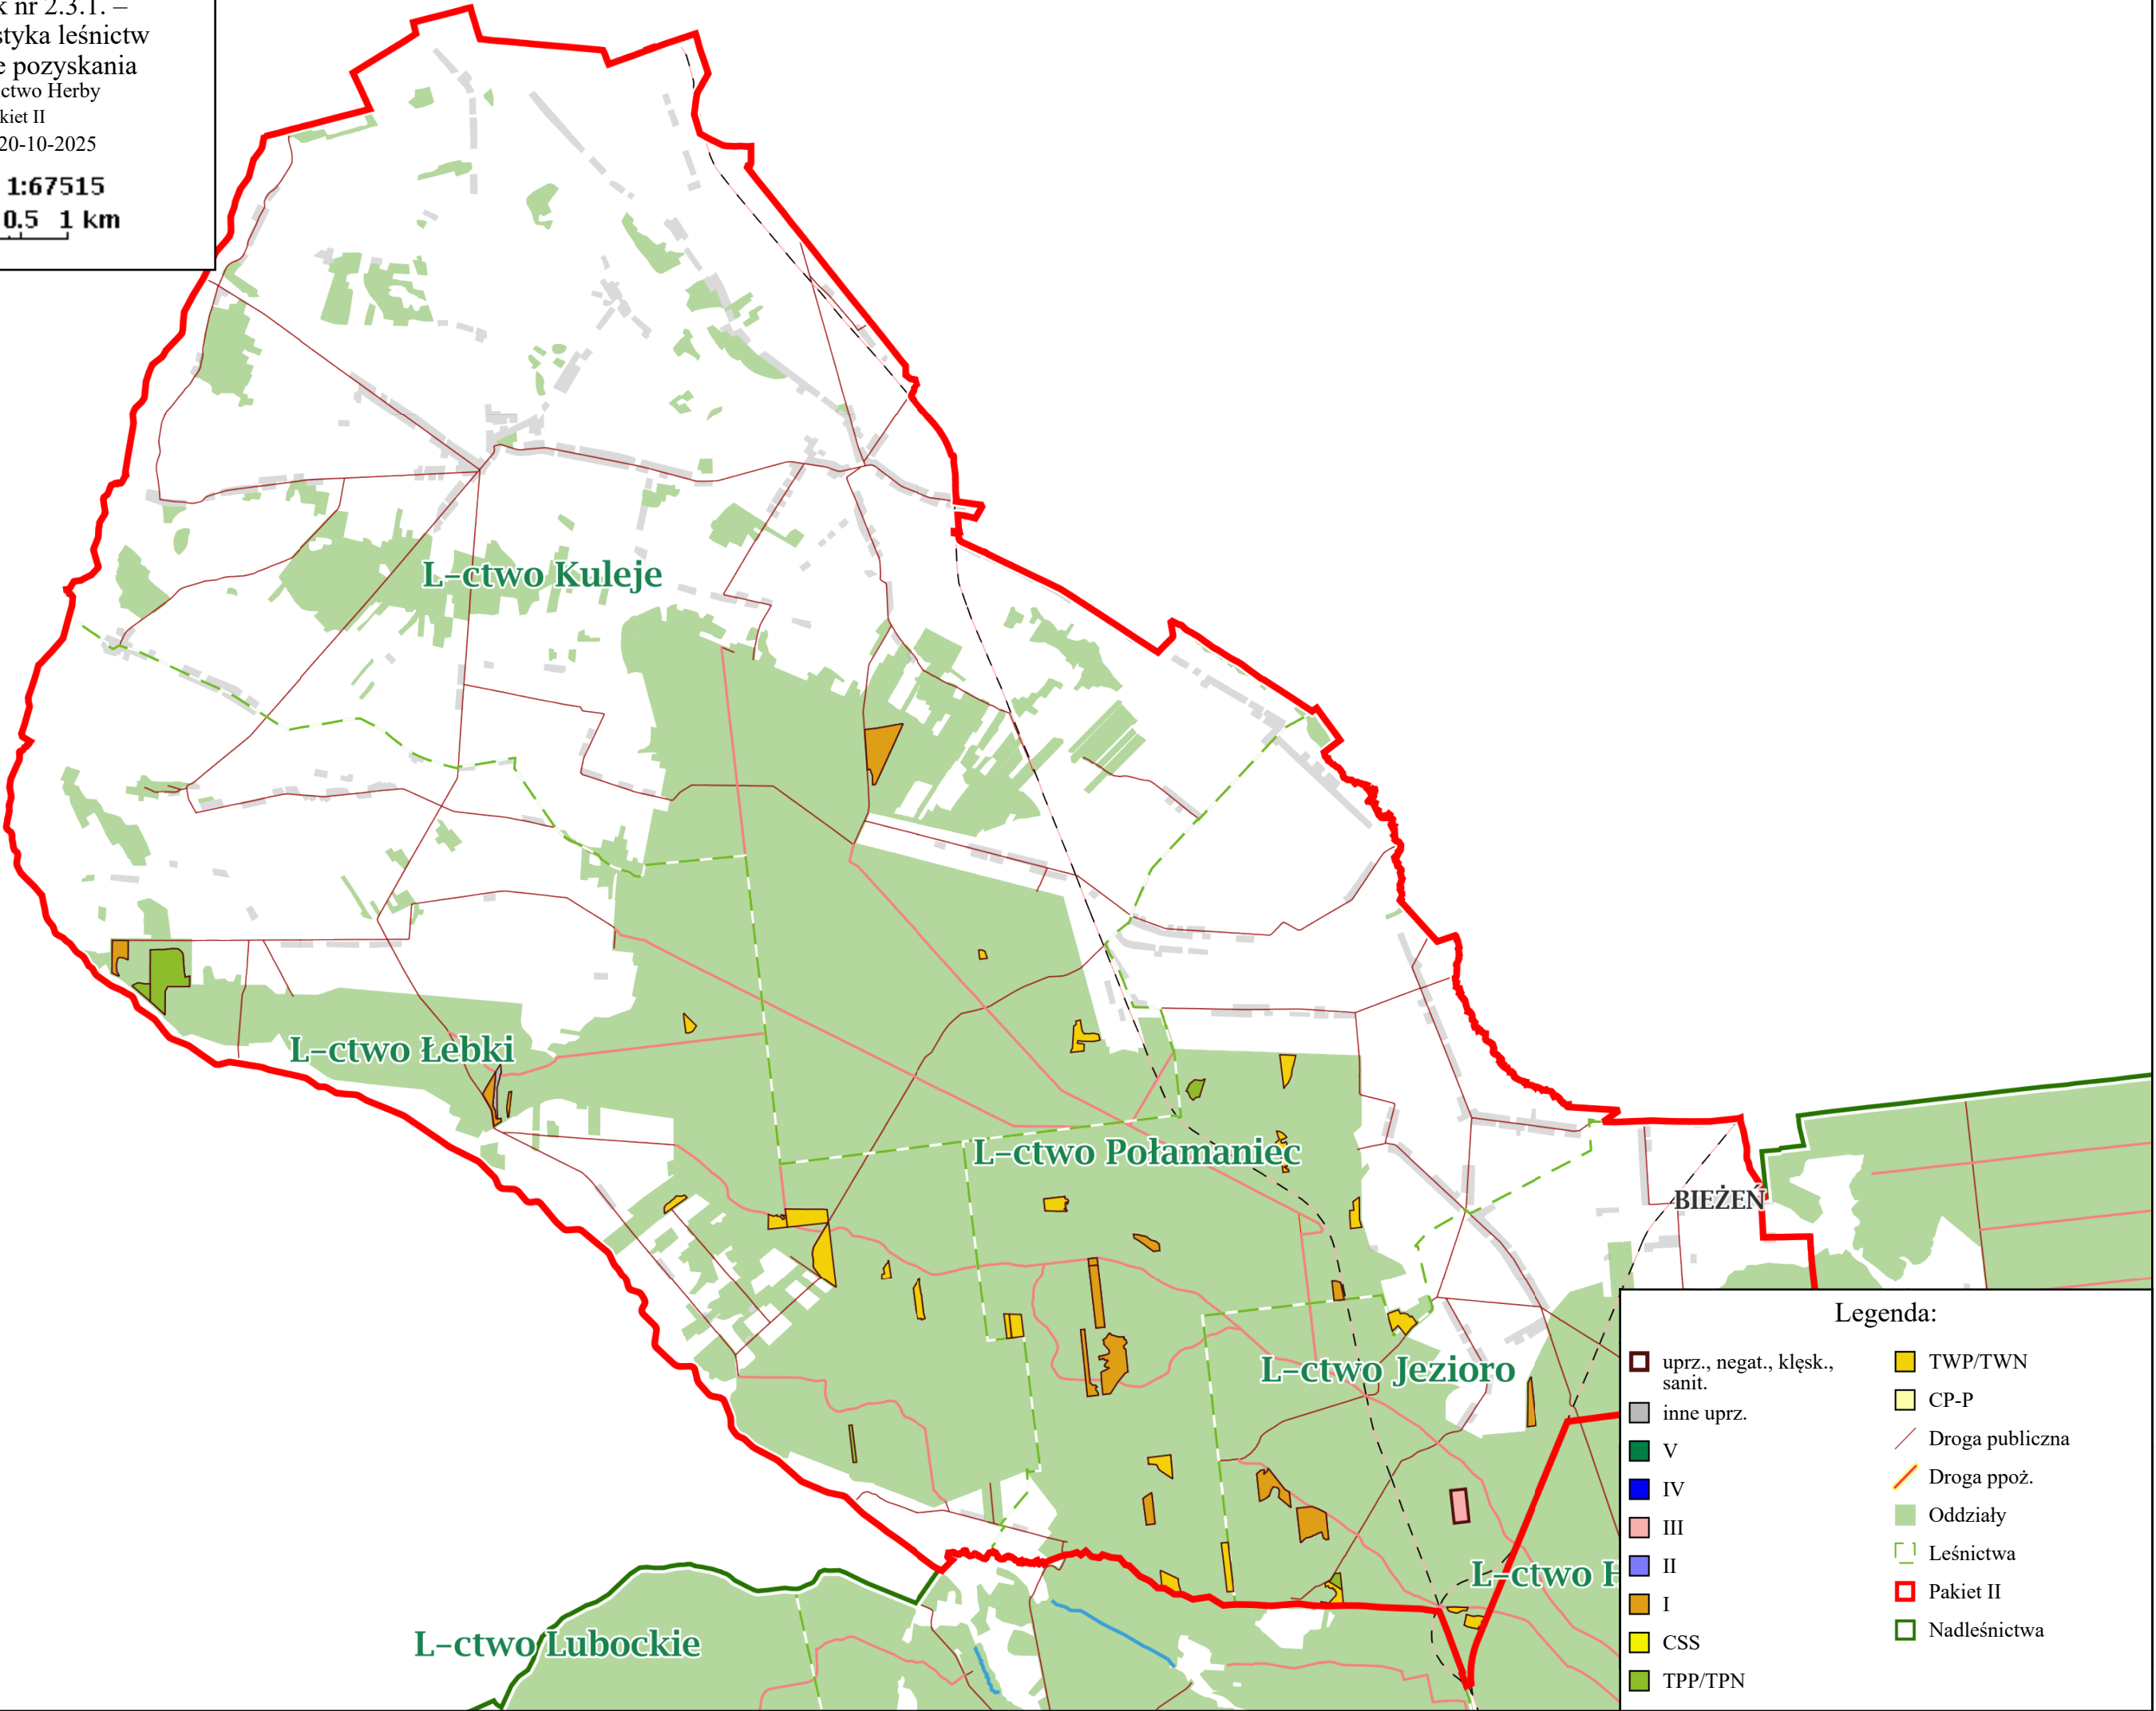 nr 2.3.1. –
styka leśnictw
pozyskania
ctwo Herby
kiet II
20-10-2025
1:67515
0.5 1 km
L-ctwo Kuleje
L-ctwo Łebki
L-ctwo Połamaniec
BIEŻEŃ
L-ctwo Jezioro
L-ctwo H
L-ctwo Lubockie
Legenda:
uprz., negat., klęsk.,
sanit.
inne uprz.
V
IV
III
II
I
CSS
TPP/TPN
TWP/TWN
CP-P
Droga publiczna
Droga ppoż.
Oddziały
Leśnictwa
Pakiet II
Nadleśnictwa